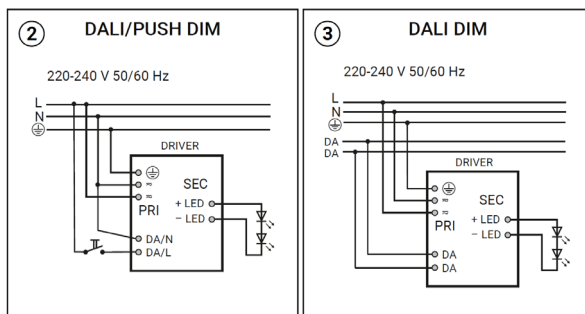 2
DALI/PUSH DIM
220-240 V 50/60 Hz
L
N
DRIVER
≂
SEC
≂
+ LED
PRI
– LED
DA/N
DA/L
3
DALI DIM
220-240 V 50/60 Hz
L
N
DA
DA
DRIVER
≂
SEC
≂
+ LED
PRI
– LED
DA
DA